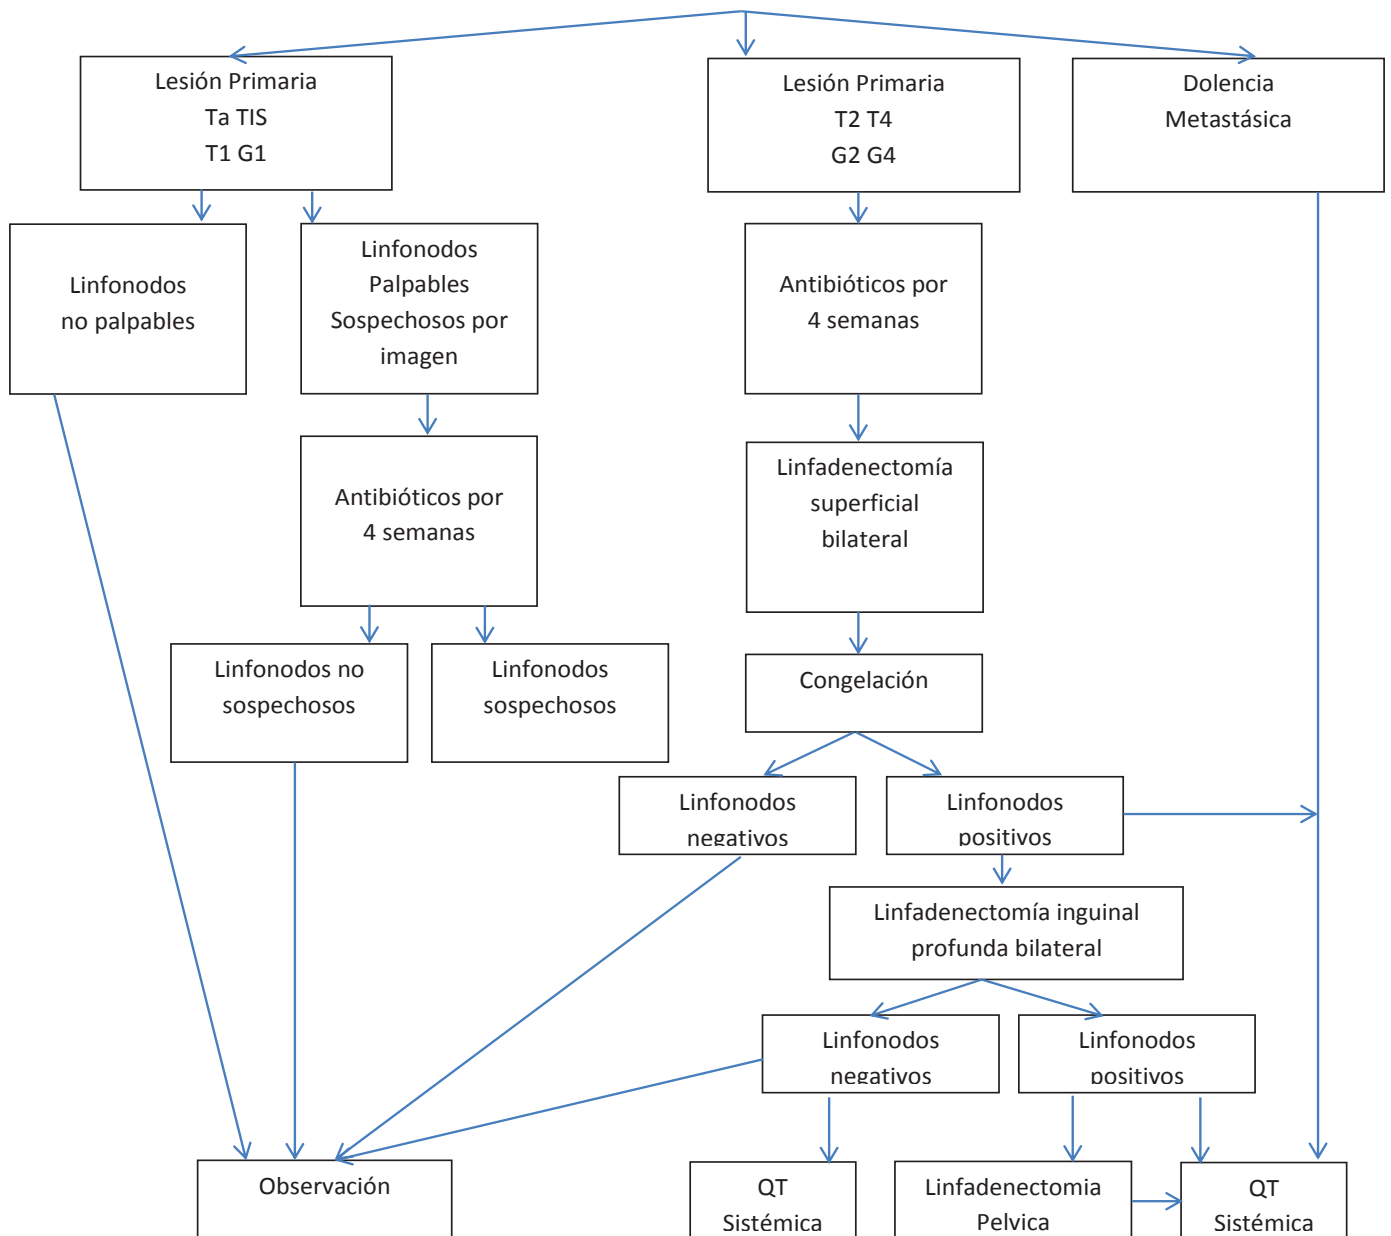 Lesión Primaria
Ta TIS
T1 G1
Lesión Primaria
T2 T4
G2 G4
Dolencia
Metastásica
Linfonodos
no palpables
Linfonodos
Palpables
Sospechosos por
imagen
Antibióticos por
4 semanas
Antibióticos por
4 semanas
Linfadenectomía
superficial
bilateral
Linfonodos no
sospechosos
Linfonodos
sospechosos
Congelación
Linfonodos
negativos
Linfonodos
positivos
Linfadenectomía inguinal
profunda bilateral
Linfonodos
negativos
Linfonodos
positivos
Observación
QT
Sistémica
Linfadenectomia
Pelvica
QT
Sistémica